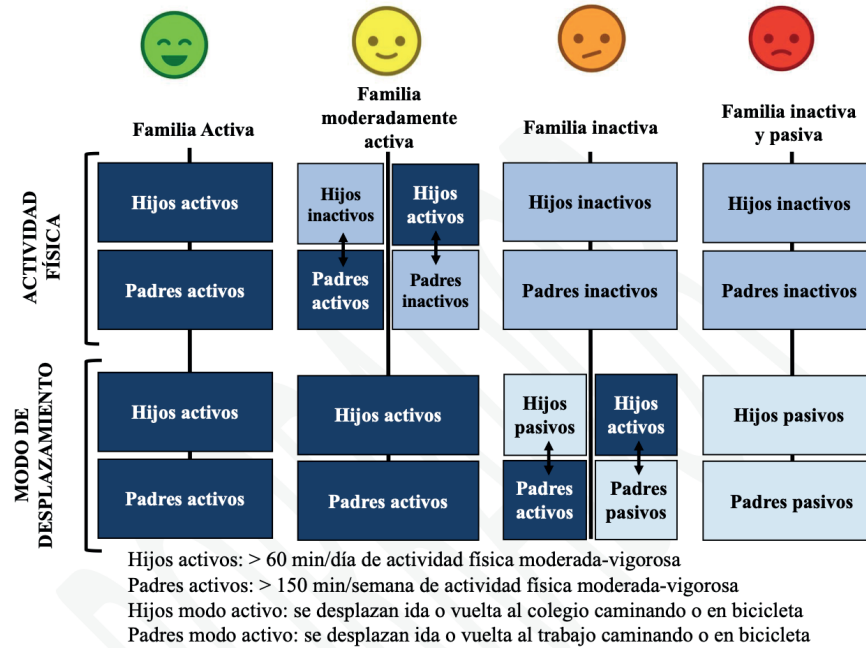 Familia Activa
Familia
moderadamente
activa
Familia inactiva
Familia inactiva
y pasiva
ACTIVIDAD
FÍSICA
Hijos activos
Hijos
inactivos
Hijos
activos
Hijos inactivos
Hijos inactivos
Padres activos
Padres
activos
Padres
inactivos
Padres inactivos
Padres inactivos
MODO DE
DESPLAZAMIENTO
Hijos activos
Hijos activos
Hijos
pasivos
Hijos
activos
Hijos pasivos
Padres activos
Padres activos
Padres
activos
Padres
pasivos
Padres pasivos
Hijos activos: > 60 min/día de actividad física moderada-vigorosa
Padres activos: > 150 min/semana de actividad física moderada-vigorosa
Hijos modo activo: se desplazan ida o vuelta al colegio caminando o en bicicleta
Padres modo activo: se desplazan ida o vuelta al trabajo caminando o en bicicleta